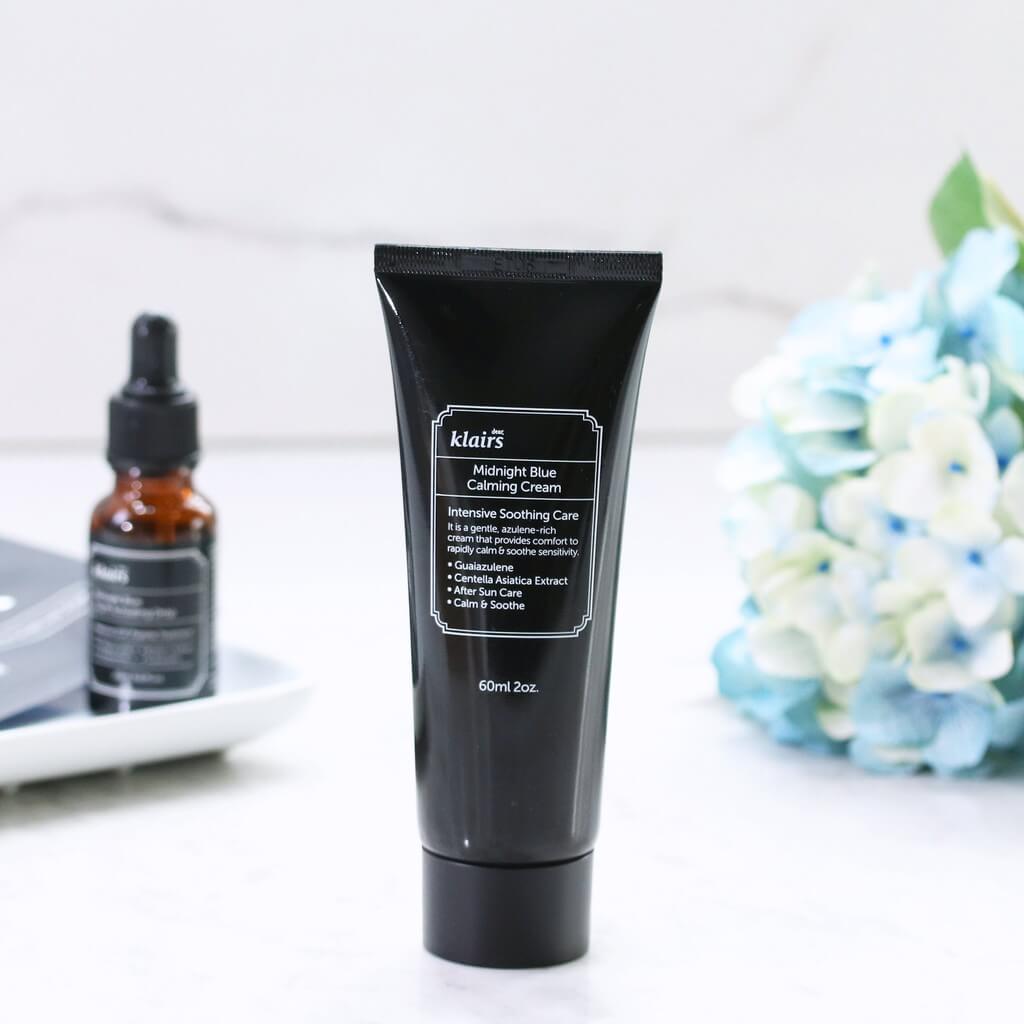 dear,
klairs
Midnight Blue
Calming Cream
Intensive Soothing Care
It is a gentle, azulene-rich
cream that provides comfort to
rapidly calm & soothe sensitivity.
• Guaiazulene
• Centella Asiatica Extract
• After Sun Care
• Calm & Soothe
60ml 2oz.
klairs